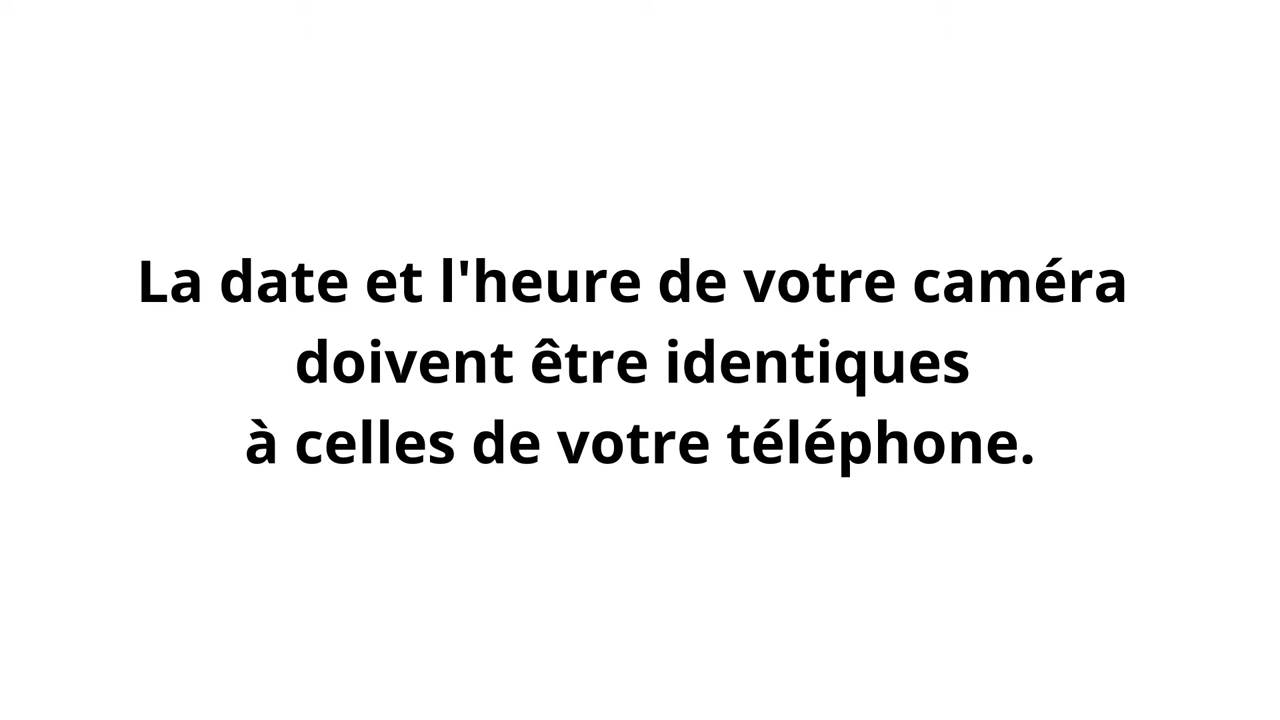 La date et l'heure de votre caméra
doivent être identiques
à celles de votre téléphone.